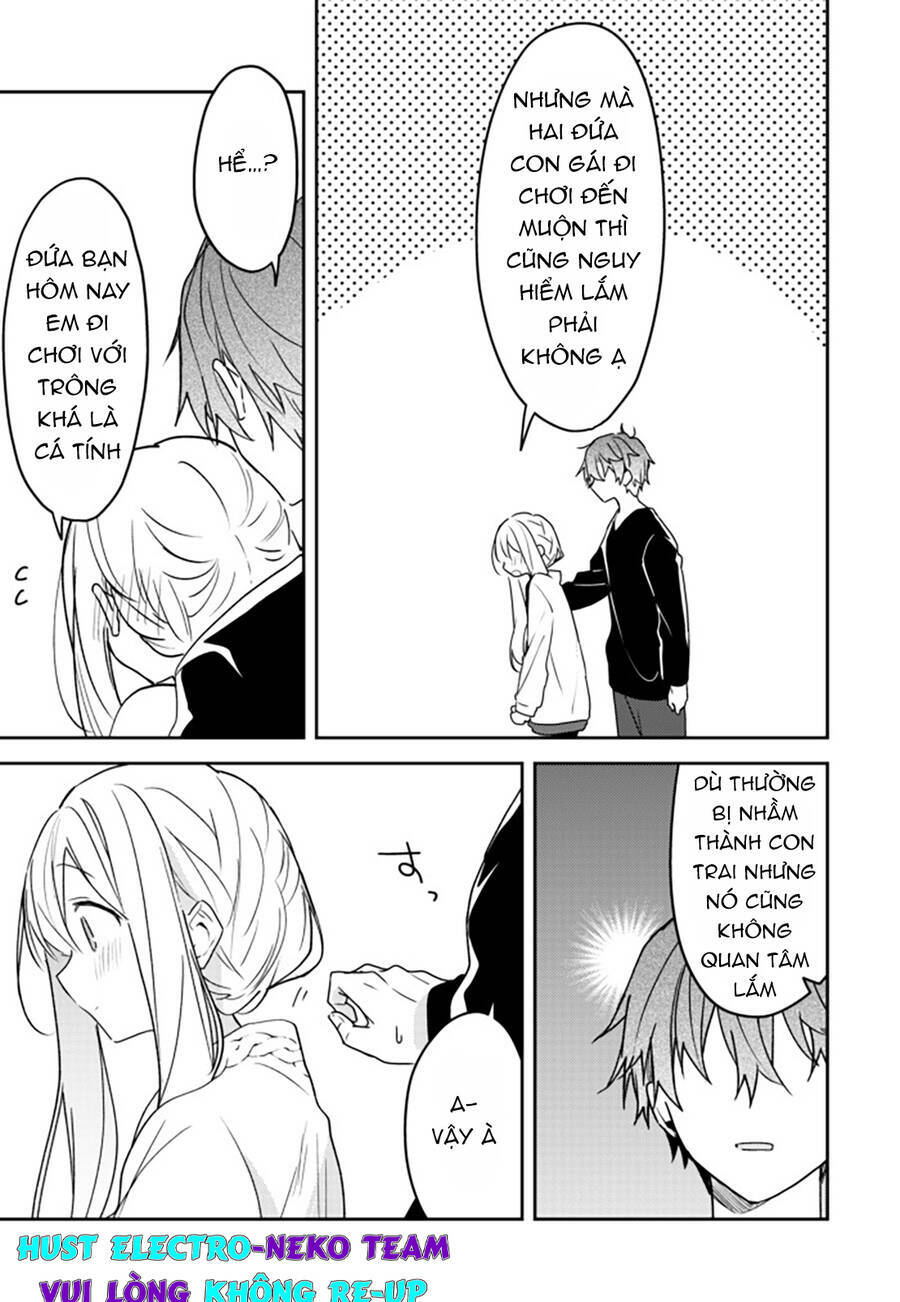 NHƯNG MÀ
HAI ĐỨA
CON GÁI ĐI
CHƠI ĐẾN
MUỘN THÌ
CŨNG NGUY
HIỂM LẮM
PHẢI
KHÔNG Ạ
HỂ...?
ĐỨA BẠN
HÔM NAY
EM ĐI
CHƠI VỚI
TRÔNG
KHÁ LÀ
CÁ TÍNH
DÙ THƯỜNG
BỊ NHẦM
THÀNH CON
TRAI NHƯNG
NÓ CŨNG
KHÔNG
QUAN TÂM
LẮM
すっ
A-
VẬY À
HUST ELECTRO-NEKO TEAM
VUI LÒNG KHÔNG RE-UP